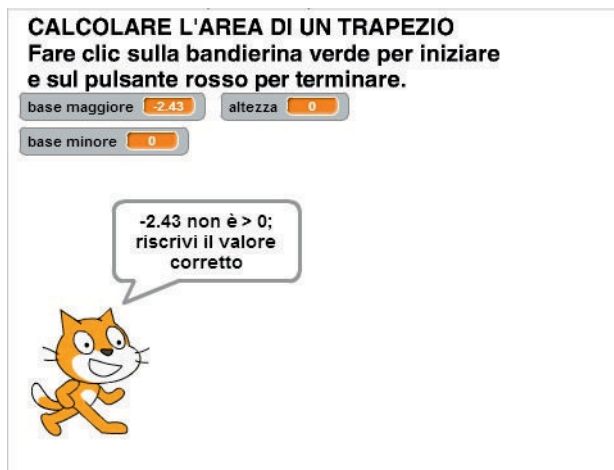 CALCOLARE L'AREA DI UN TRAPEZIO
Fare clic sulla bandierina verde per iniziare
e sul pulsante rosso per terminare.
base maggiore -2.43 altezza 0
base minore 0
-2.43 non è > 0;
riscrivi il valore
corretto